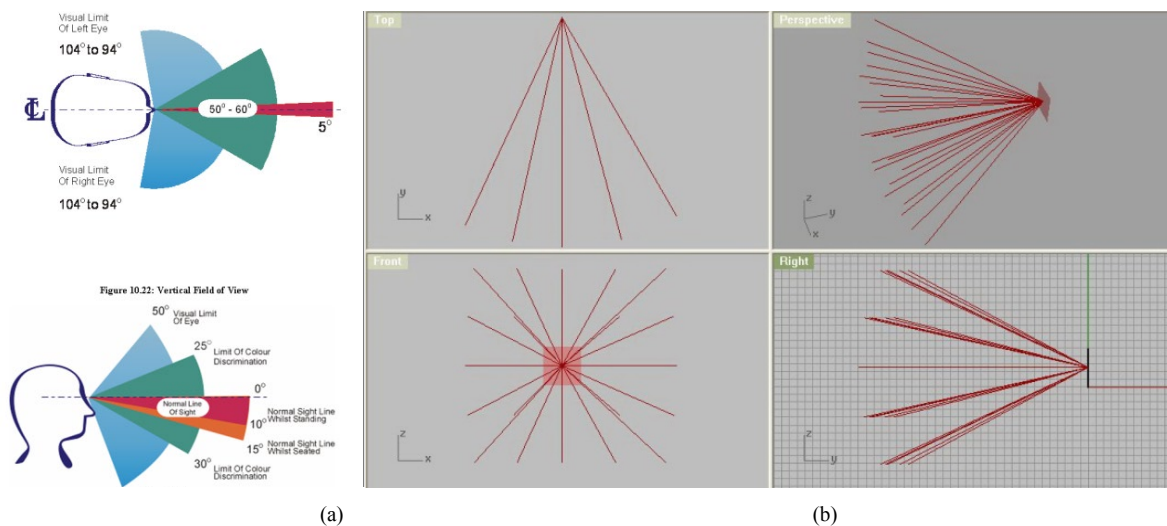 Visual Limit
Of Left Eye
104° to 94°
℄
50° - 60°
5°
Visual Limit
Of Right Eye
104° to 94°
Figure 10.22: Vertical Field of View
50°
Visual Limit
Of Eye
25°
Limit Of Colour
Discrimination
0°
Normal Line
Of Sight
Normal Sight Line
Whilst Standing
10°
15°
Normal Sight Line
Whilst Seated
30°
Limit Of Colour
Discrimination
(a)
Top
y
x
Perspective
z
y
x
Front
z
x
Right
z
y
(b)